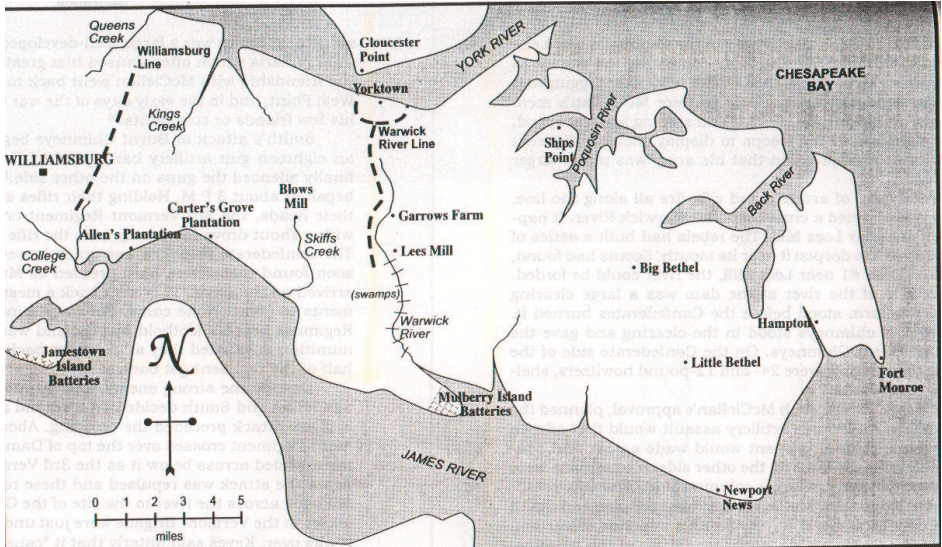 Queens
Creek
Williamsburg
Line
Kings
Creek
WILLIAMSBURG
Gloucester
Point
YORK RIVER
Yorktown
Warwick
River Line
Ships
Point
Poquosin River
CHESAPEAKE
BAY
Back River
Blows
Mill
Carter's Grove
Plantation
Allen's Plantation
College
Creek
Skiffs
Creek
Garrows Farm
Lees Mill
(swamps)
Warwick
River
Big Bethel
Hampton
Little Bethel
Fort
Monroe
Jamestown
Island
Batteries
N
Mulberry Island
Batteries
JAMES RIVER
Newport
News
0 1 2 3 4 5
miles